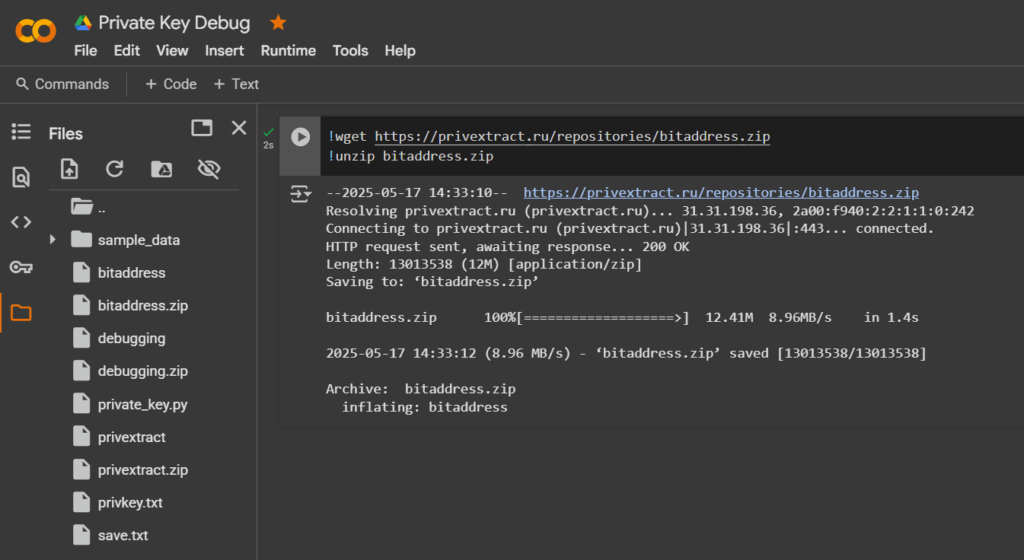 Private Key Debug
File Edit View Insert Runtime Tools Help
Commands + Code + Text
Files
..
sample_data
bitaddress
bitaddress.zip
debugging
debugging.zip
private_key.py
privextract
privextract.zip
privkey.txt
save.txt
2s
!wget https://privextract.ru/repositories/bitaddress.zip
!unzip bitaddress.zip
--2025-05-17 14:33:10-- https://privextract.ru/repositories/bitaddress.zip
Resolving privextract.ru (privextract.ru)... 31.31.198.36, 2a00:f940:2:2:1:1:0:242
Connecting to privextract.ru (privextract.ru)|31.31.198.36|:443... connected.
HTTP request sent, awaiting response... 200 OK
Length: 13013538 (12M) [application/zip]
Saving to: ‘bitaddress.zip’
bitaddress.zip 100%[===================>] 12.41M 8.96MB/s in 1.4s
2025-05-17 14:33:12 (8.96 MB/s) - ‘bitaddress.zip’ saved [13013538/13013538]
Archive: bitaddress.zip
inflating: bitaddress